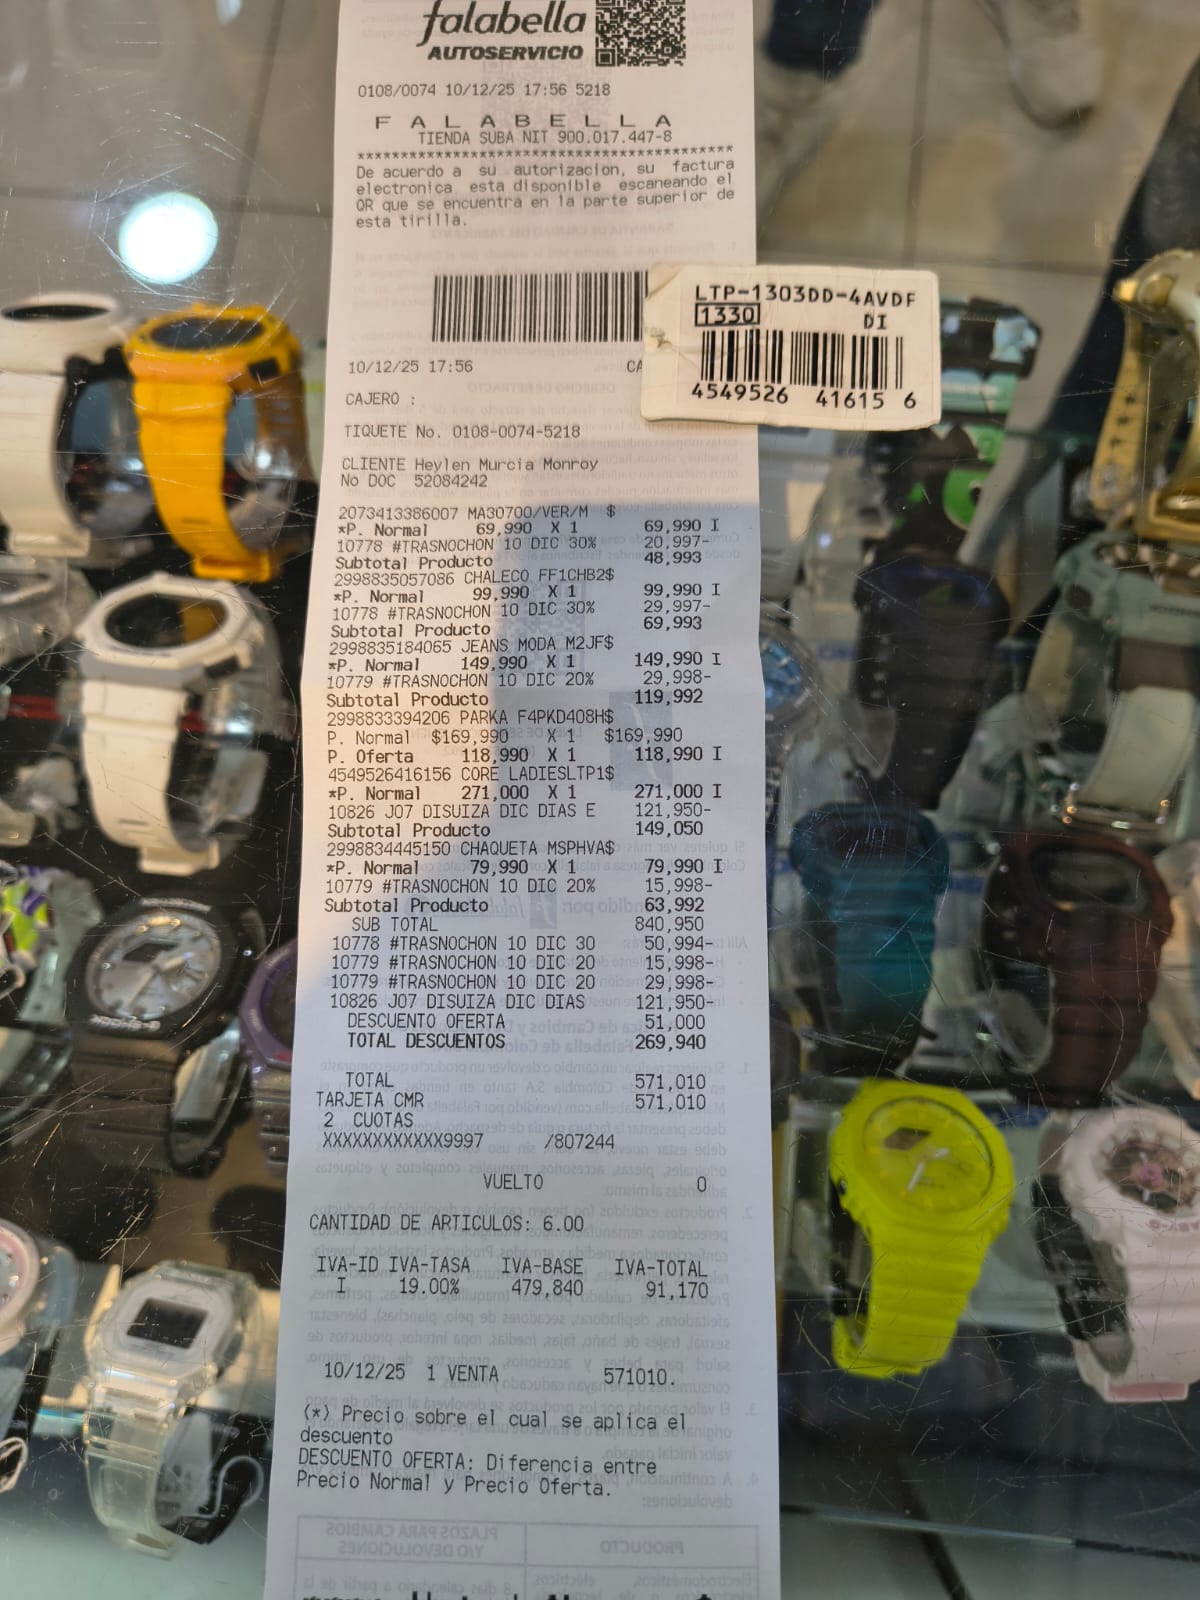 falabella
AUTOSERVICIO
0108/0074 10/12/25 17:56 5218
F A L A B E L L A
TIENDA SUBA NIT 900.017.447-8
*******************************************
De acuerdo a su autorizacion, su factura
electronica esta disponible escaneando el
QR que se encuentra en la parte superior de
esta tirilla.
LTP-1303DD-4AVDF
1330 DI
4549526 41615 6
10/12/25 17:56 CA
CAJERO :
TIQUETE No. 0108-0074-5218
CLIENTE Heylen Murcia Monroy
No DOC 52084242
2073413386007 MA30700/VER/M $
*P. Normal 69,990 X 1 69,990 I
10778 #TRASNOCHON 10 DIC 30% 20,997-
Subtotal Producto 48,993
2998835057086 CHALECO FF1CHB2$
*P. Normal 99,990 X 1 99,990 I
10778 #TRASNOCHON 10 DIC 30% 29,997-
Subtotal Producto 69,993
2998835184065 JEANS MODA M2JF$
*P. Normal 149,990 X 1 149,990 I
10779 #TRASNOCHON 10 DIC 20% 29,998-
Subtotal Producto 119,992
2998833394206 PARKA F4PKD408H$
P. Normal $169,990 X 1 $169,990
P. Oferta 118,990 X 1 118,990 I
4549526416156 CORE LADIESLTP1$
*P. Normal 271,000 X 1 271,000 I
10826 J07 DISUIZA DIC DIAS E 121,950-
Subtotal Producto 149,050
2998834445150 CHAQUETA MSPHVA$
*P. Normal 79,990 X 1 79,990 I
10779 #TRASNOCHON 10 DIC 20% 15,998-
Subtotal Producto 63,992
SUB TOTAL 840,950
10778 #TRASNOCHON 10 DIC 30 50,994-
10779 #TRASNOCHON 10 DIC 20 15,998-
10779 #TRASNOCHON 10 DIC 20 29,998-
10826 J07 DISUIZA DIC DIAS 121,950-
DESCUENTO OFERTA 51,000
TOTAL DESCUENTOS 269,940
TOTAL 571,010
TARJETA CMR 571,010
2 CUOTAS
XXXXXXXXXXXX9997 /807244
VUELTO 0
CANTIDAD DE ARTICULOS: 6.00
IVA-ID IVA-TASA IVA-BASE IVA-TOTAL
I 19.00% 479,840 91,170
10/12/25 1 VENTA 571010.
(*) Precio sobre el cual se aplica el
descuento
DESCUENTO OFERTA: Diferencia entre
Precio Normal y Precio Oferta.